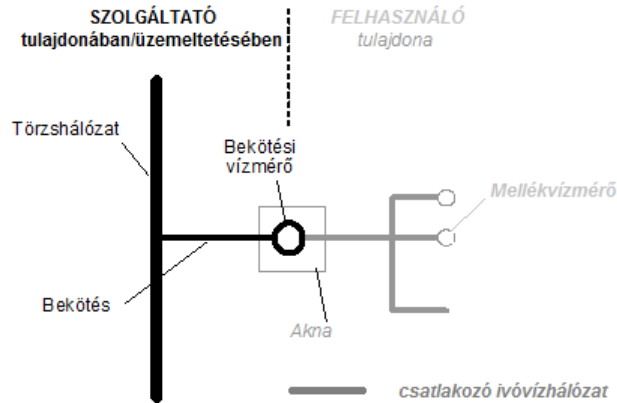 SZOLGÁLTATÓ
tulajdonában/üzemeltetésében
FELHASZNÁLÓ
tulajdona
Törzshálózat
Bekötési
vízmérő
Mellékvízmérő
Bekötés
Akna
csatlakozó ivóvízhálózat